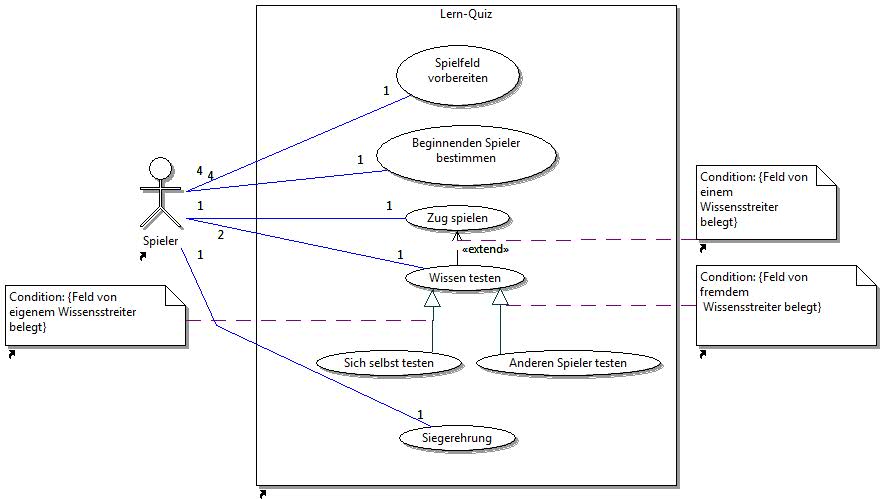 Lern-Quiz
Spielfeld
vorbereiten
1
Beginnenden Spieler
bestimmen
1
4
4
1
1
Zug spielen
Condition: {Feld von
einem
Wissensstreiter
belegt}
Spieler
2
1
1
«extend»
Wissen testen
Condition: {Feld von
fremdem
Wissensstreiter belegt}
Condition: {Feld von
eigenem Wissensstreiter
belegt}
Sich selbst testen
Anderen Spieler testen
1
Siegerehrung